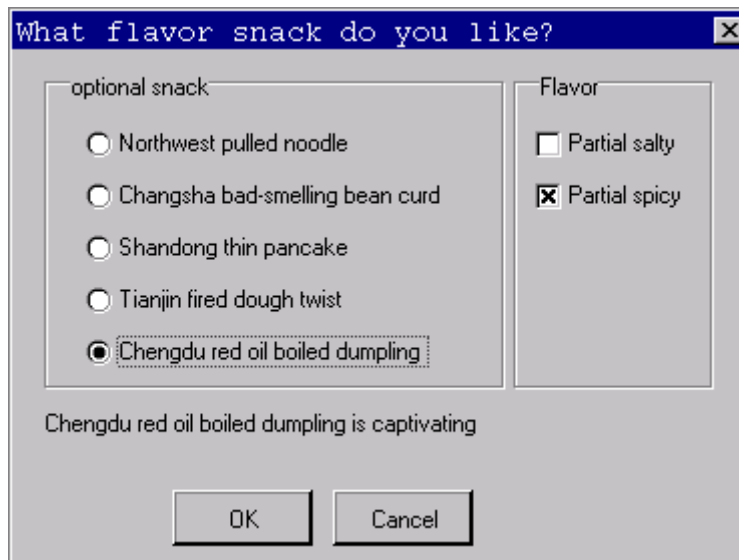 What flavor snack do you like?
optional snack
Northwest pulled noodle
Changsha bad-smelling bean curd
Shandong thin pancake
Tianjin fired dough twist
Chengdu red oil boiled dumpling
Flavor
Partial salty
Partial spicy
Chengdu red oil boiled dumpling is captivating
OK
Cancel